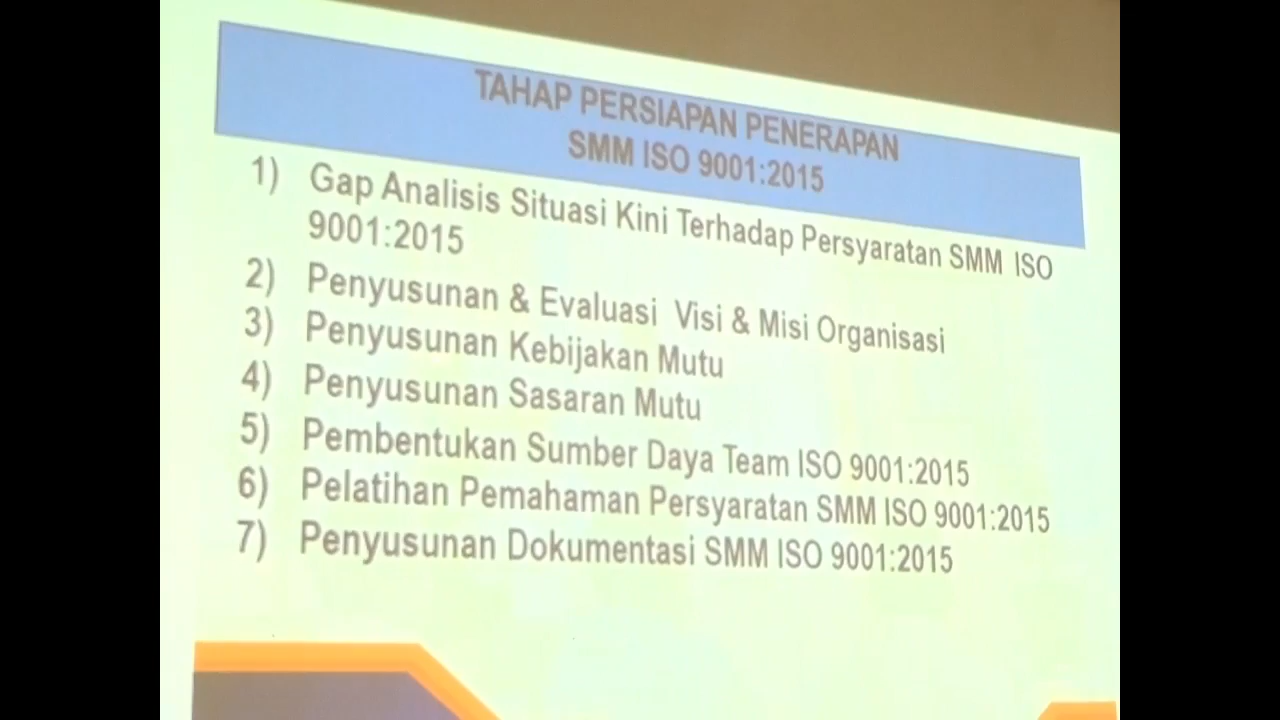 TAHAP PERSIAPAN PENERAPAN
SMM ISO 9001:2015
1) Gap Analisis Situasi Kini Terhadap Persyaratan SMM ISO
9001:2015
2) Penyusunan & Evaluasi Visi & Misi Organisasi
3) Penyusunan Kebijakan Mutu
4) Penyusunan Sasaran Mutu
5) Pembentukan Sumber Daya Team ISO 9001:2015
6) Pelatihan Pemahaman Persyaratan SMM ISO 9001:2015
7) Penyusunan Dokumentasi SMM ISO 9001:2015